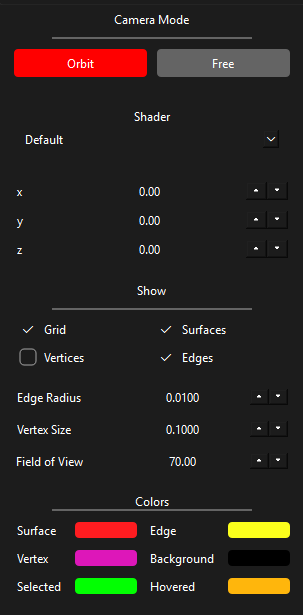 Camera Mode
Orbit Free
Shader
Default
x 0.00
y 0.00
z 0.00
Show
Grid Surfaces
Vertices Edges
Edge Radius 0.0100
Vertex Size 0.1000
Field of View 70.00
Colors
Surface Edge
Vertex Background
Selected Hovered